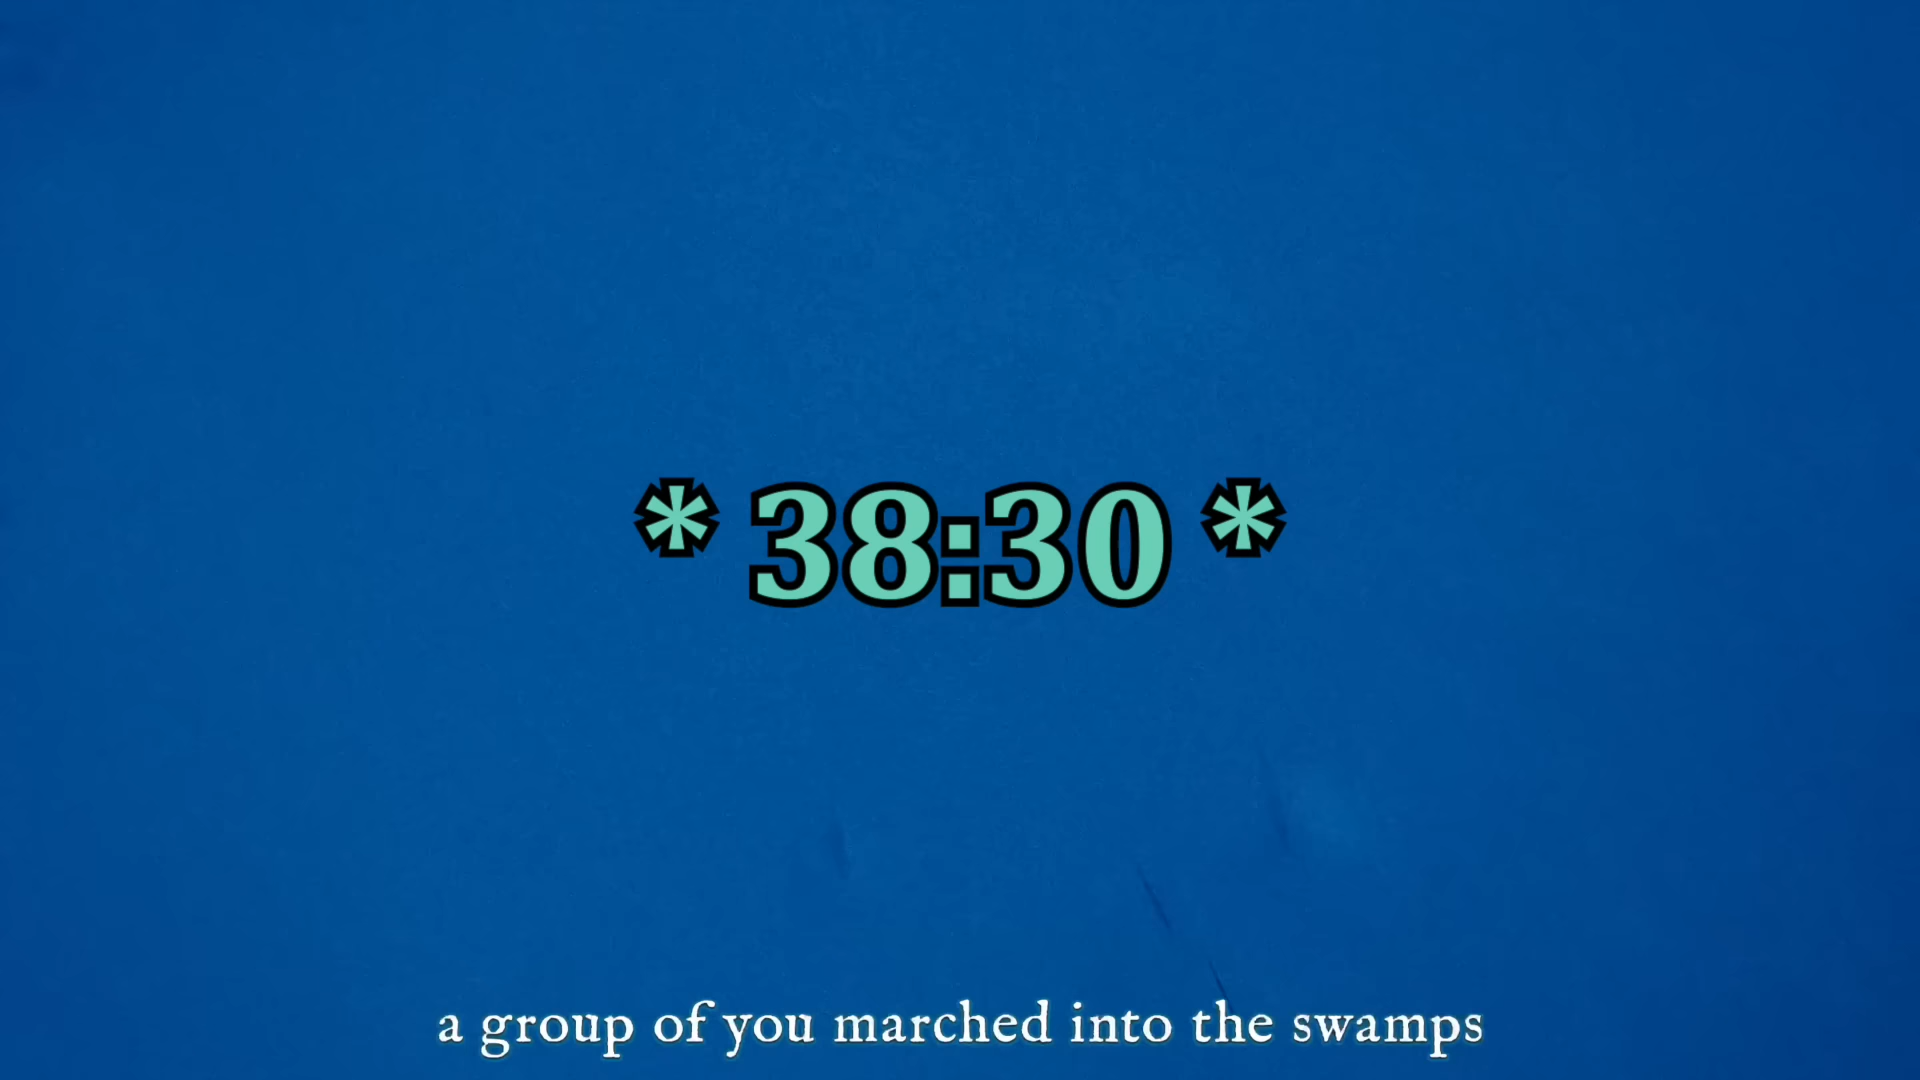 * 38:30 *
a group of you marched into the swamps